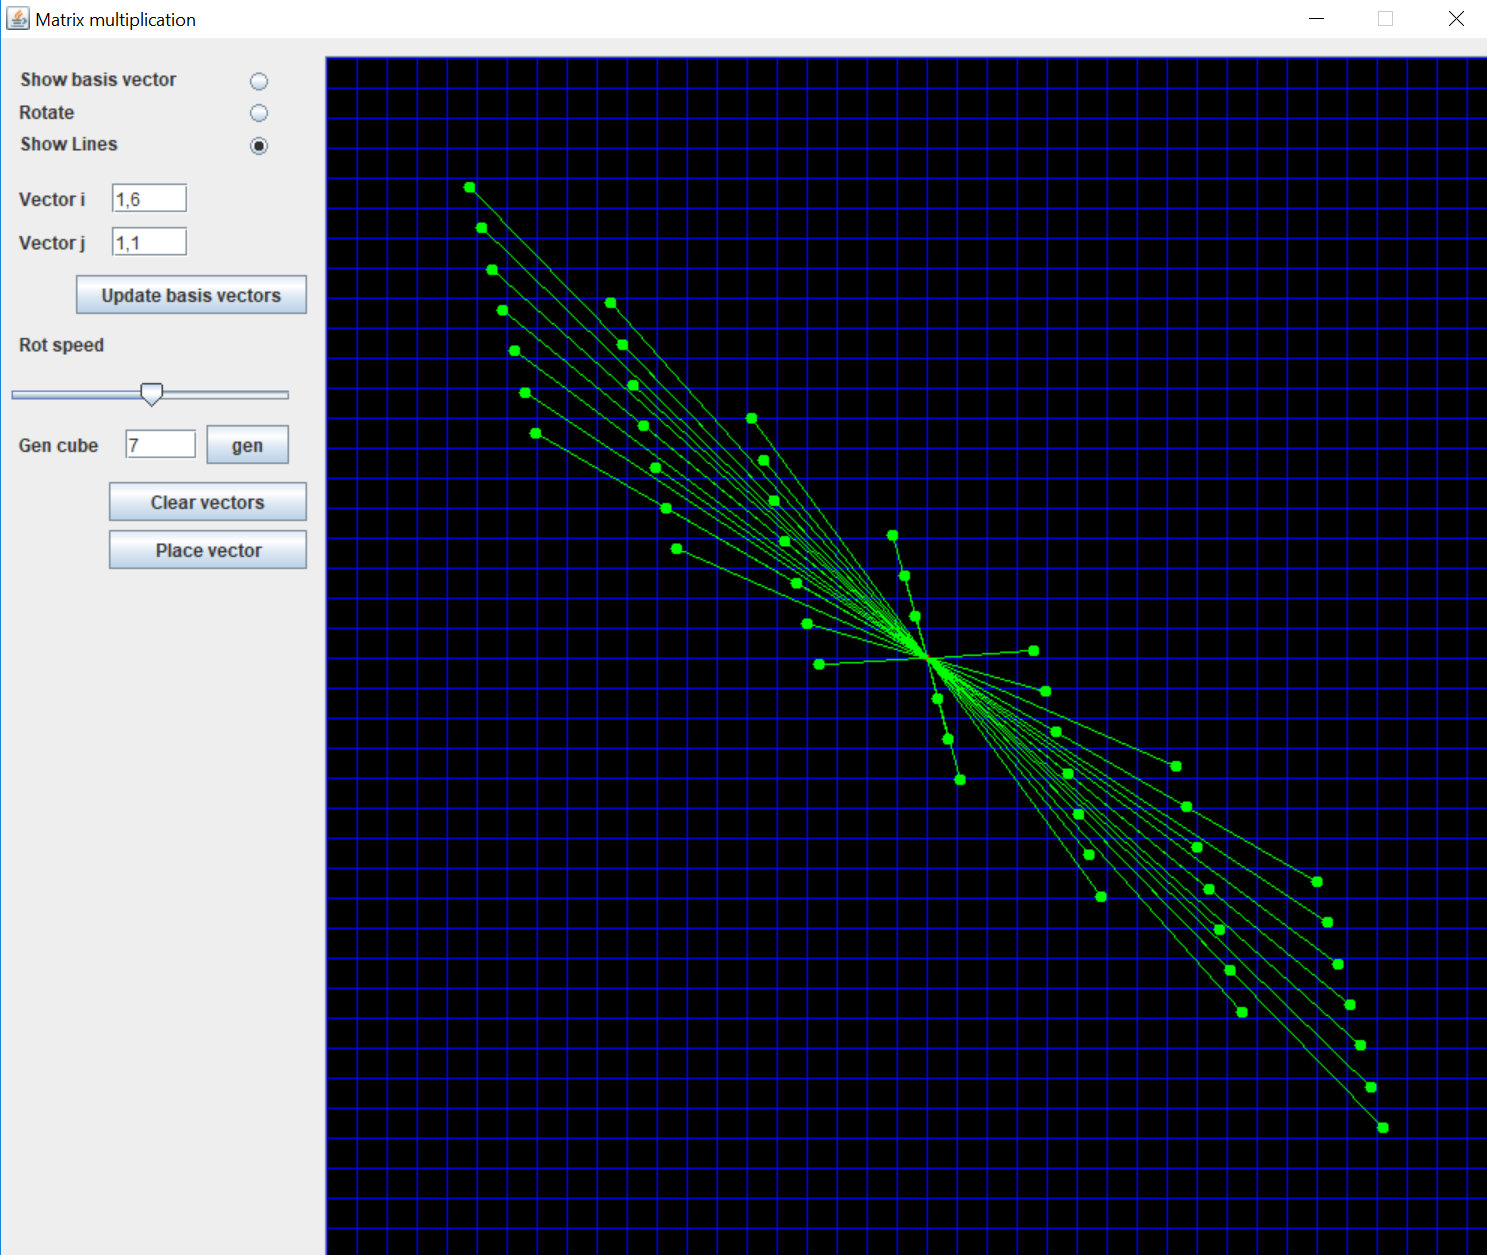 Matrix multiplication
Show basis vector
Rotate
Show Lines
Vector i 1,6
Vector j 1,1
Update basis vectors
Rot speed
Gen cube 7 gen
Clear vectors
Place vector